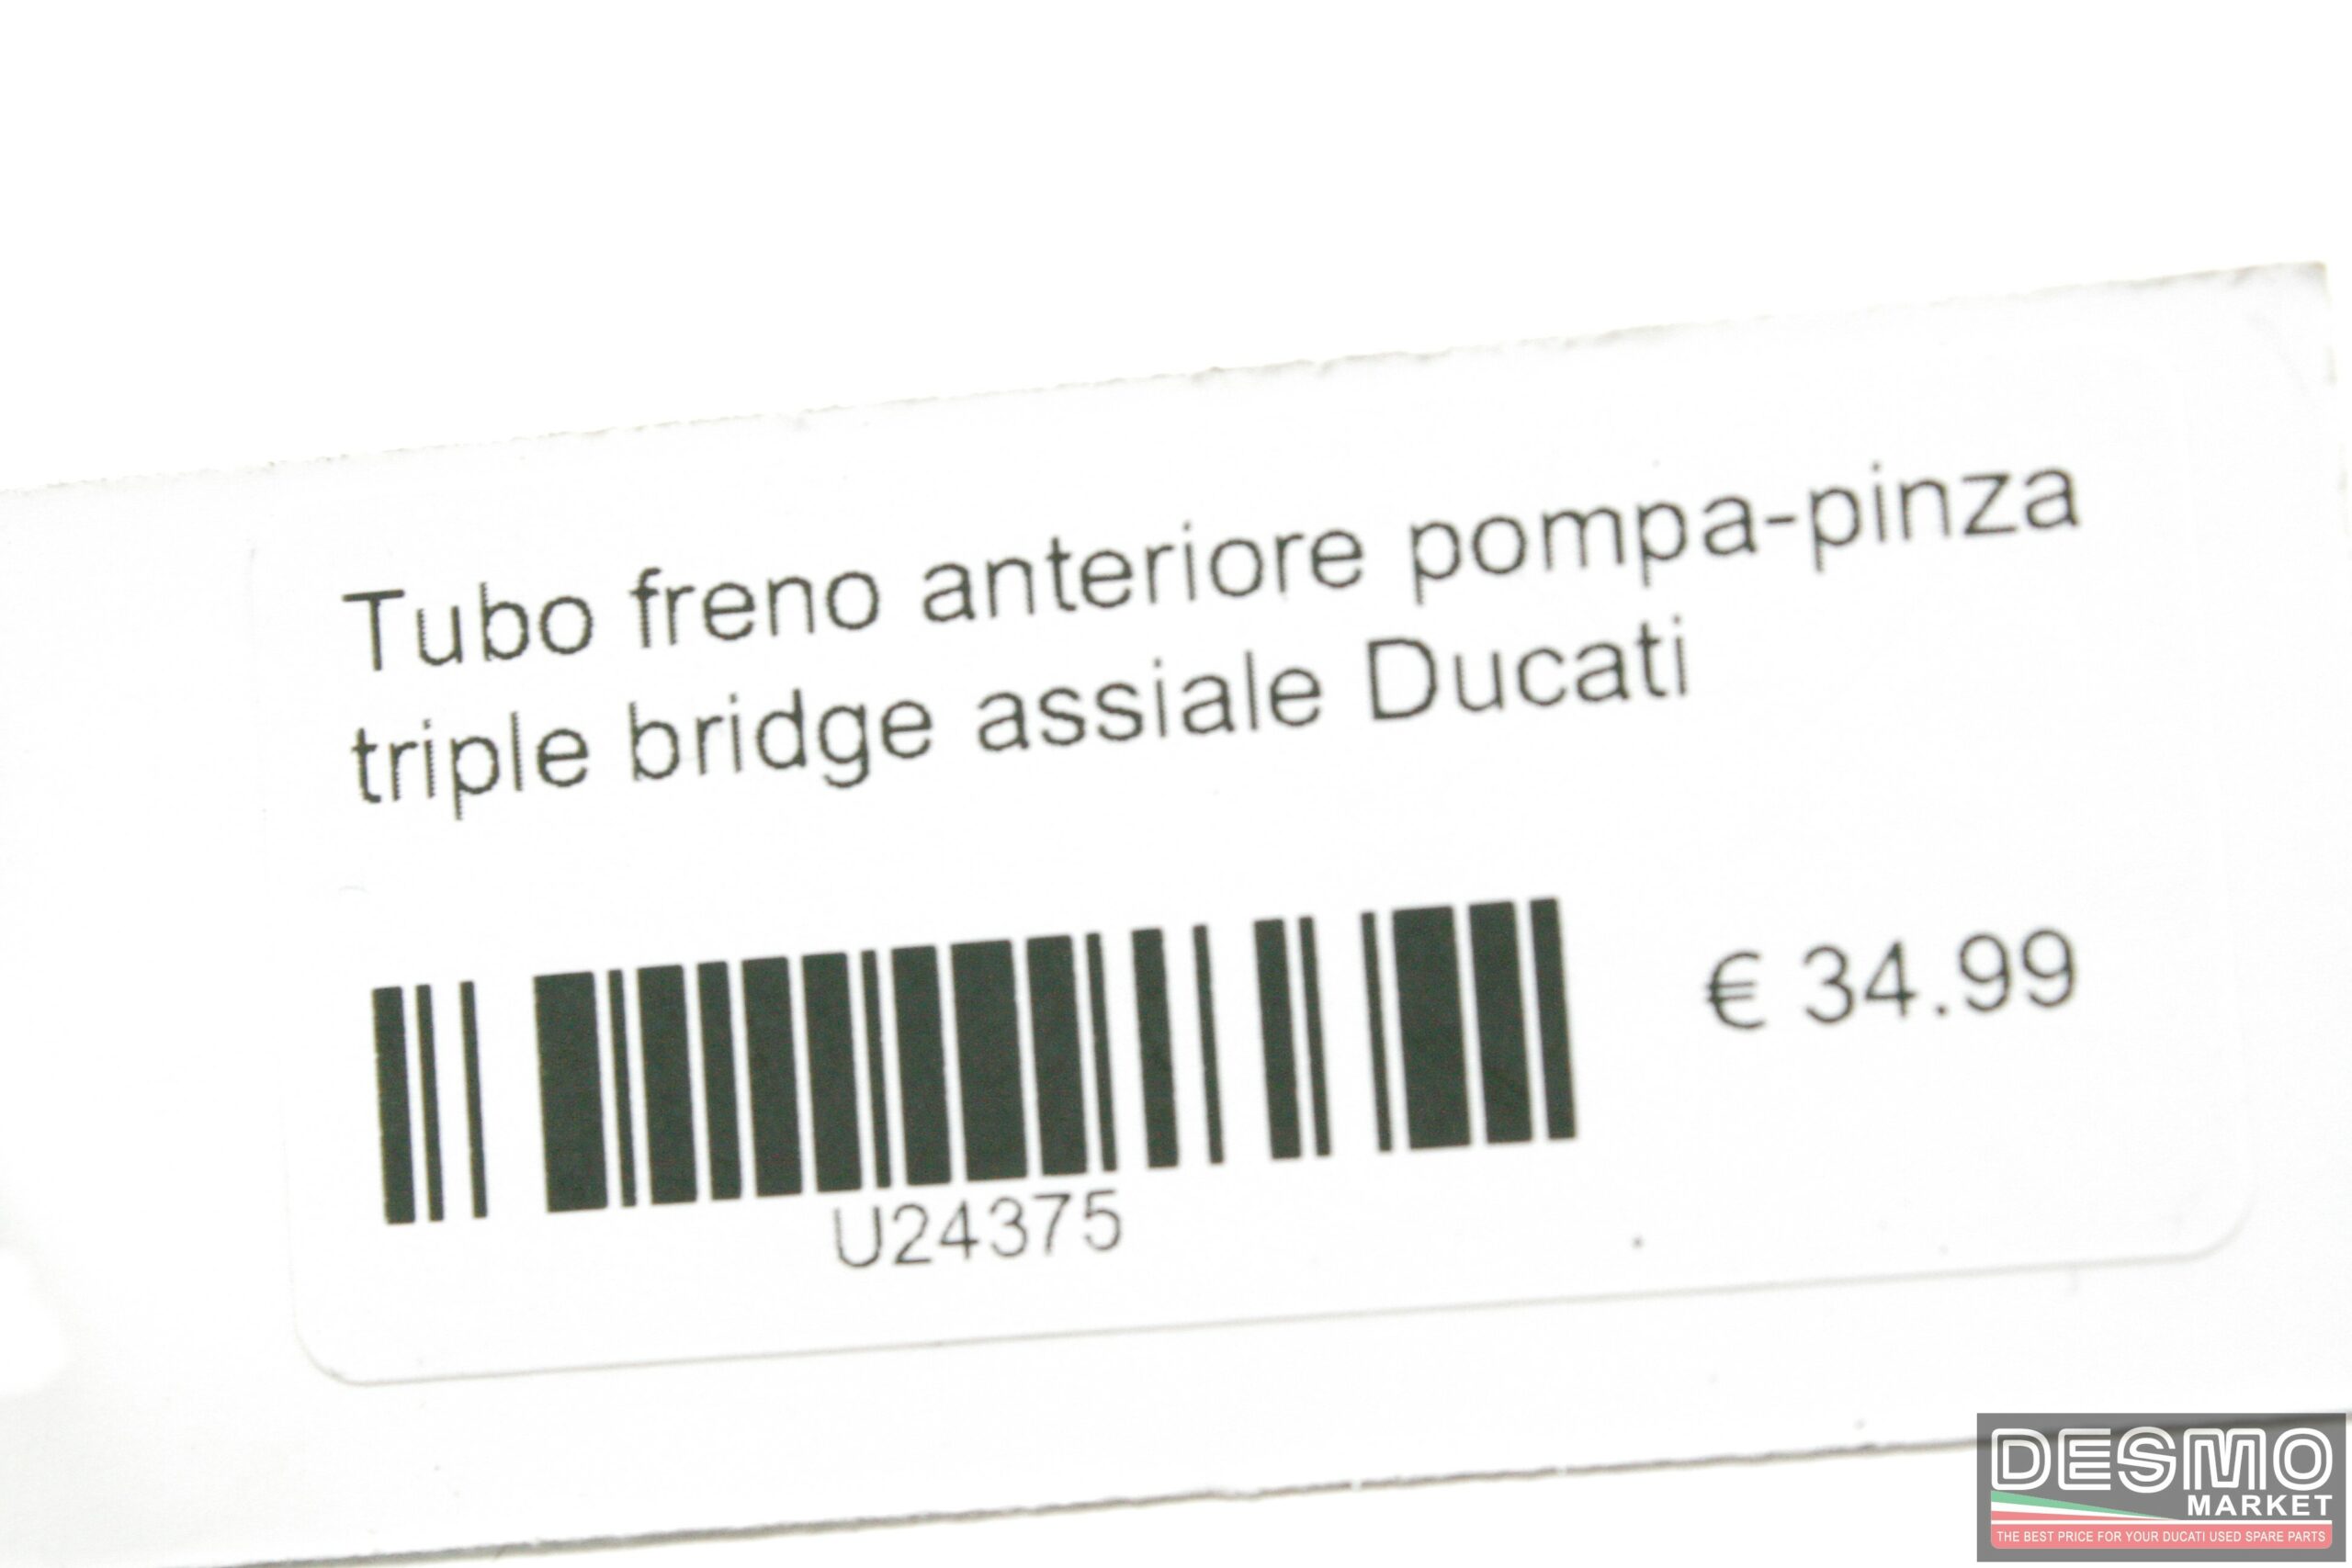 Tubo freno anteriore pompa-pinza
triple bridge assiale Ducati
€ 34.99
U24375
DESMO
MARKET
THE BEST PRICE FOR YOUR DUCATI USED SPARE PARTS